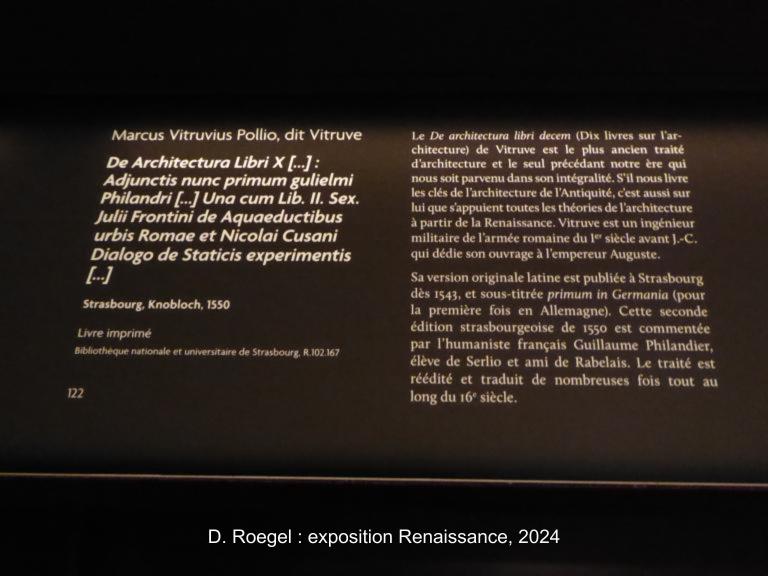 Marcus Vitruvius Pollio, dit Vitruve
De Architectura Libri X [...] :
Adjunctis nunc primum gulielmi
Philandri [...] Una cum Lib. II. Sex.
Julii Frontini de Aquaeductibus
urbis Romae et Nicolai Cusani
Dialogo de Staticis experimentis
[...]
Strasbourg, Knobloch, 1550
Livre imprimé
Bibliothèque nationale et universitaire de Strasbourg, R.102.167
122
Le De architectura libri decem (Dix livres sur l'ar-
chitecture) de Vitruve est le plus ancien traité
d'architecture et le seul précédant notre ère qui
nous soit parvenu dans son intégralité. S'il nous livre
les clés de l'architecture de l'Antiquité, c'est aussi sur
lui que s'appuient toutes les théories de l'architecture
à partir de la Renaissance. Vitruve est un ingénieur
militaire de l'armée romaine du Ier siècle avant J.-C.
qui dédie son ouvrage à l'empereur Auguste.
Sa version originale latine est publiée à Strasbourg
dès 1543, et sous-titrée primum in Germania (pour
la première fois en Allemagne). Cette seconde
édition strasbourgeoise de 1550 est commentée
par l'humaniste français Guillaume Philandier,
élève de Serlio et ami de Rabelais. Le traité est
réédité et traduit de nombreuses fois tout au
long du 16e siècle.
D. Roegel : exposition Renaissance, 2024